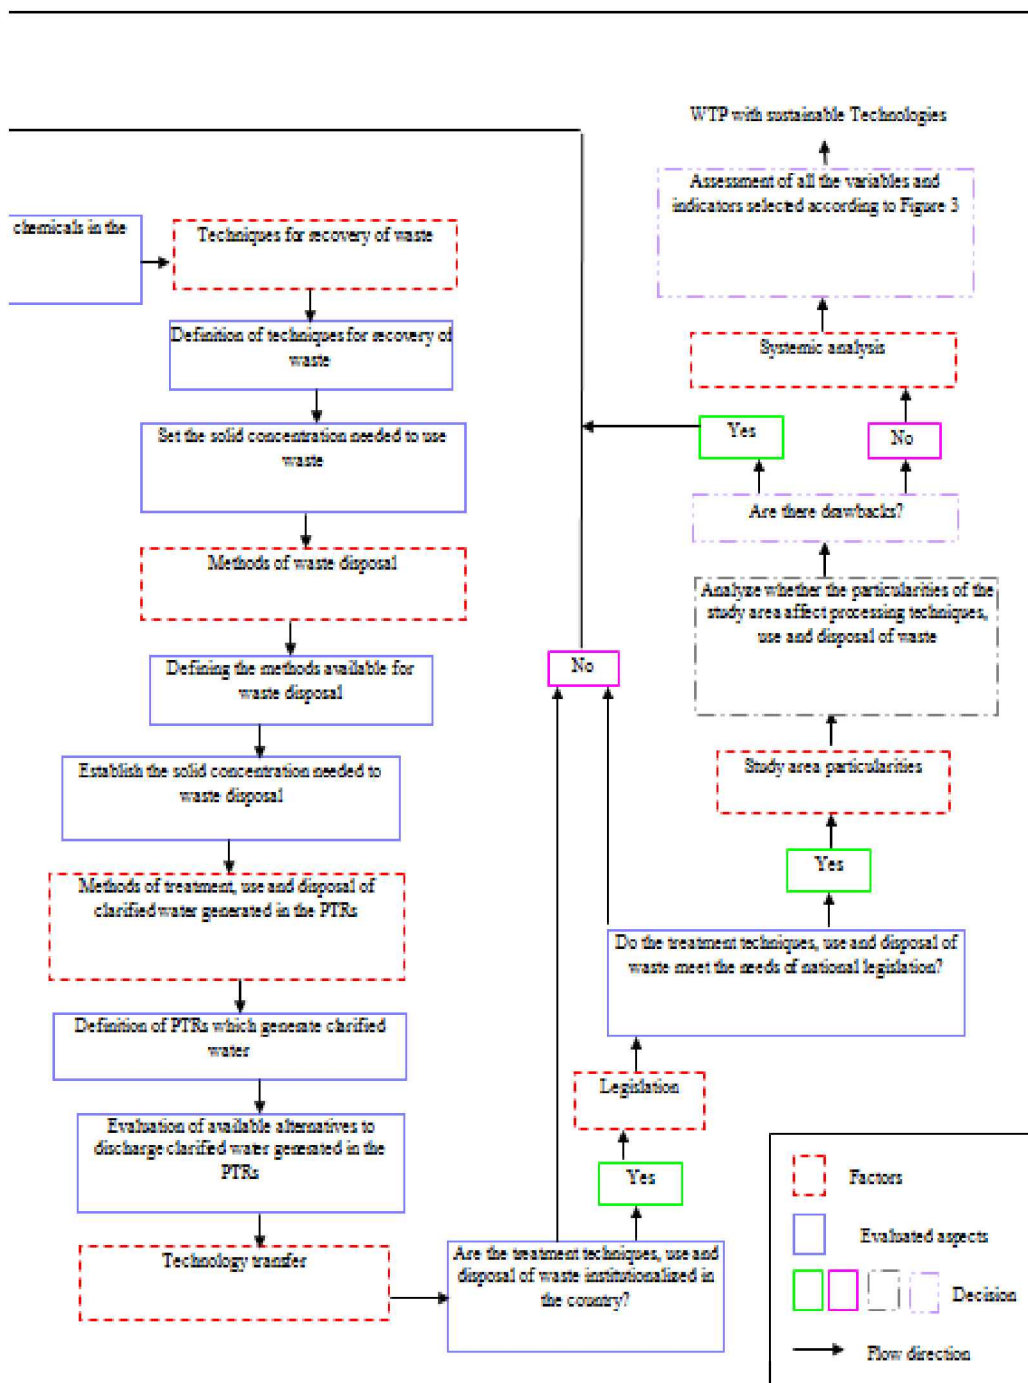 chemicals in the
Techniques for recovery of waste
Definition of techniques for recovery of
waste
Set the solid concentration needed to use
waste
Methods of waste disposal
Defining the methods available for
waste disposal
Establish the solid concentration needed to
waste disposal
Methods of treatment, use and disposal of
clarified water generated in the PTRs
Definition of PTRs which generate clarified
water
Evaluation of available alternatives to
discharge clarified water generated in the
PTRs
Technology transfer
Are the treatment techniques, use and
disposal of waste institutionalized in
the country?
Yes
Legislation
Do the treatment techniques, use and disposal of
waste meet the needs of national legislation?
No
Yes
Study area particularities
Analyze whether the particularities of the
study area affect processing techniques,
use and disposal of waste
Are there drawbacks?
Yes
No
Systemic analysis
Assessment of all the variables and
indicators selected according to Figure 3
WTP with sustainable Technologies
Factors
Evaluated aspects
Decision
Flow direction